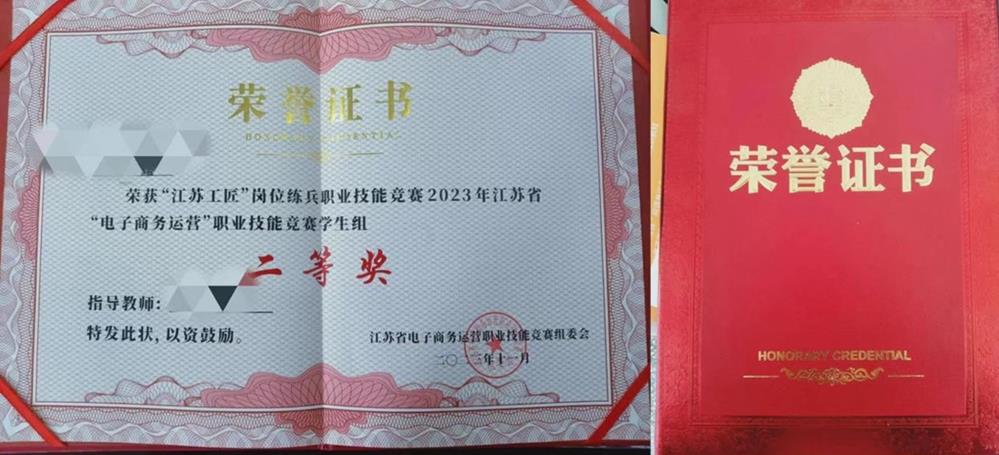 荣誉证书
HONORARY CREDENTIAL
荣获“江苏工匠”岗位练兵职业技能竞赛2023年江苏省
“电子商务运营”职业技能竞赛学生组
二等奖
指导教师：
特发此状，以资鼓励。
江苏省电子商务运营职业技能竞赛组委会
二〇二三年十一月
荣誉证书
HONORARY CREDENTIAL